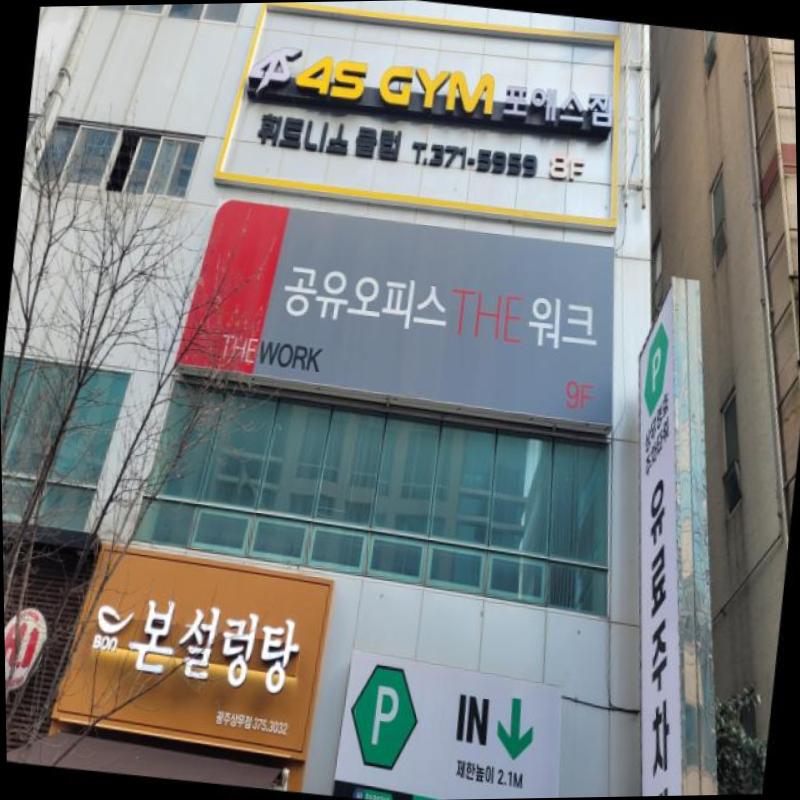 4S 4S GYM 포에스짐
휘트니스 클럽 T.371-5959 8F
공유오피스 THE 워크
THE WORK
9F
P
유료주차
BON 본설렁탕
광주상무점 375.3032
P IN
제한높이 2.1M